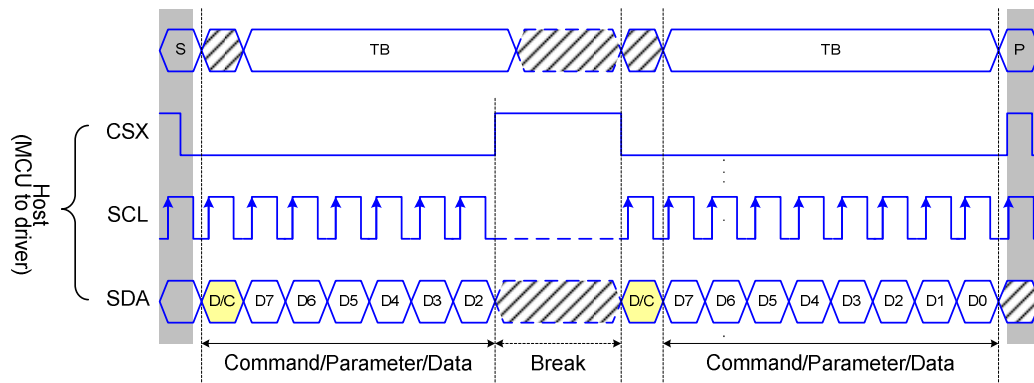 S TB TB P
CSX
SCL
SDA D/C D7 D6 D5 D4 D3 D2 D/C D7 D6 D5 D4 D3 D2 D1 D0
Host
(MCU to driver)
Command/Parameter/Data Break Command/Parameter/Data